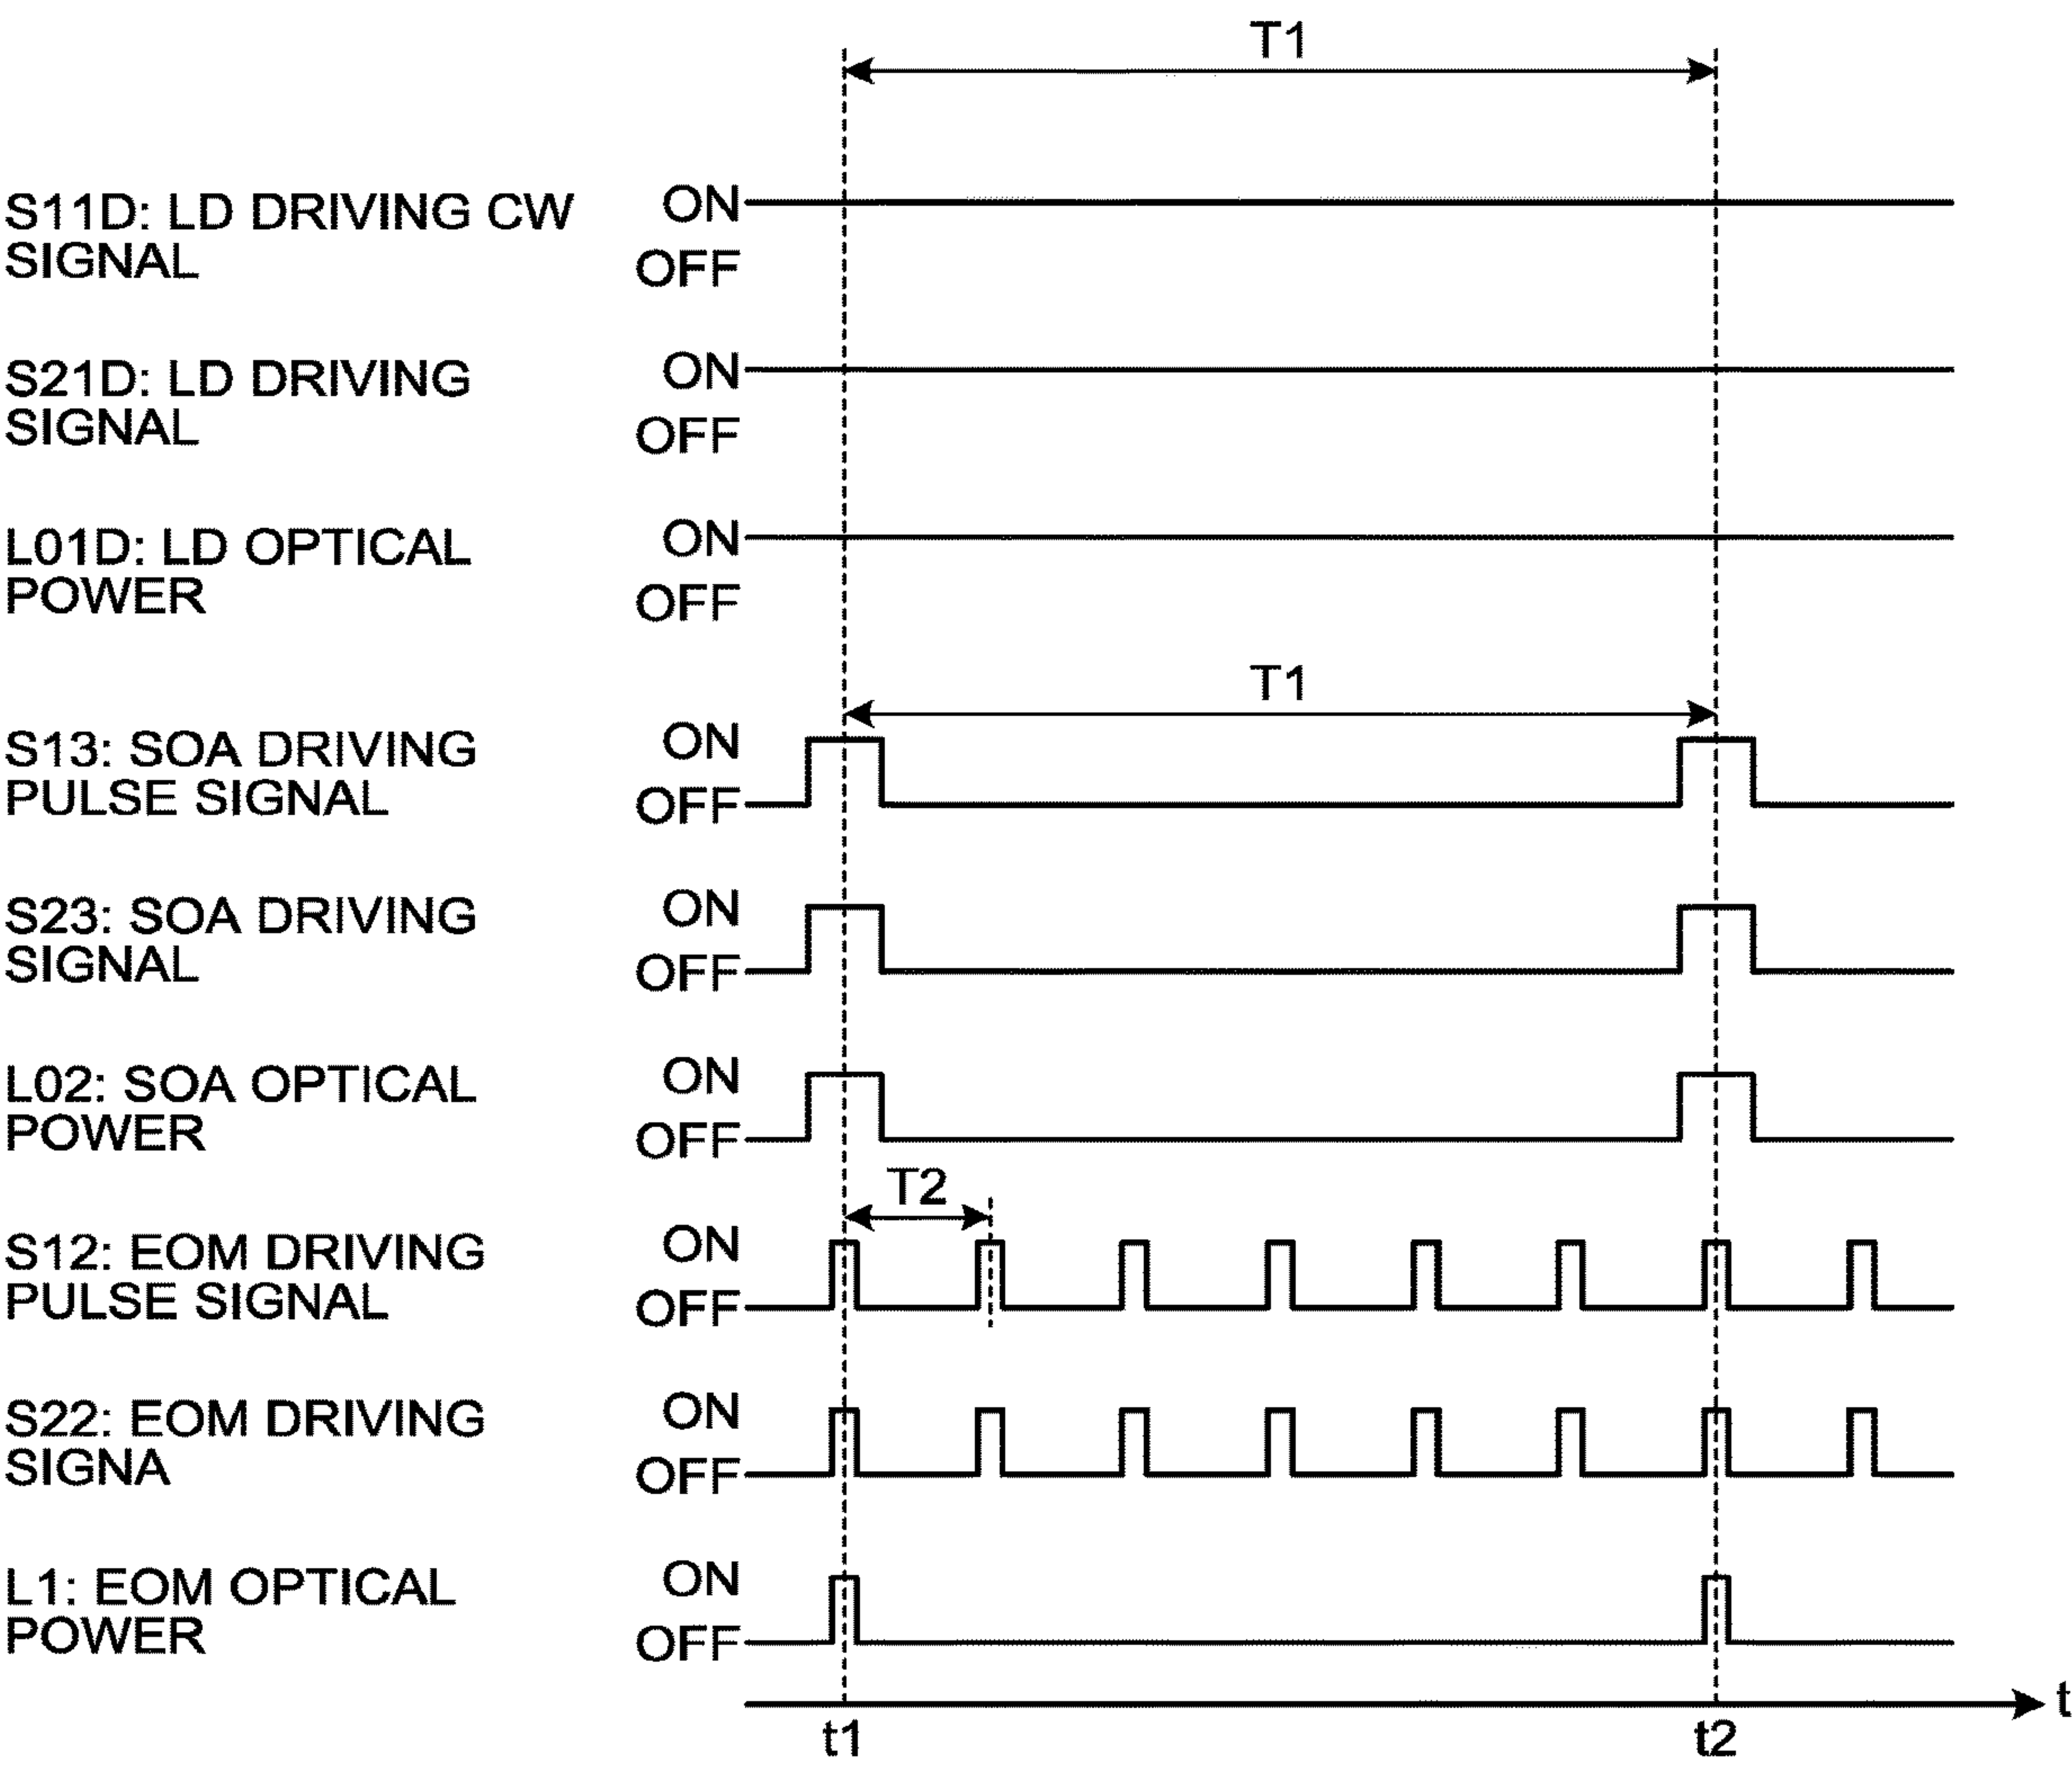 T1
S11D: LD DRIVING CW
SIGNAL
ON
OFF
S21D: LD DRIVING
SIGNAL
ON
OFF
L01D: LD OPTICAL
POWER
ON
OFF
T1
S13: SOA DRIVING
PULSE SIGNAL
ON
OFF
S23: SOA DRIVING
SIGNAL
ON
OFF
L02: SOA OPTICAL
POWER
ON
OFF
T2
S12: EOM DRIVING
PULSE SIGNAL
ON
OFF
S22: EOM DRIVING
SIGNA
ON
OFF
L1: EOM OPTICAL
POWER
ON
OFF
t
t1
t2